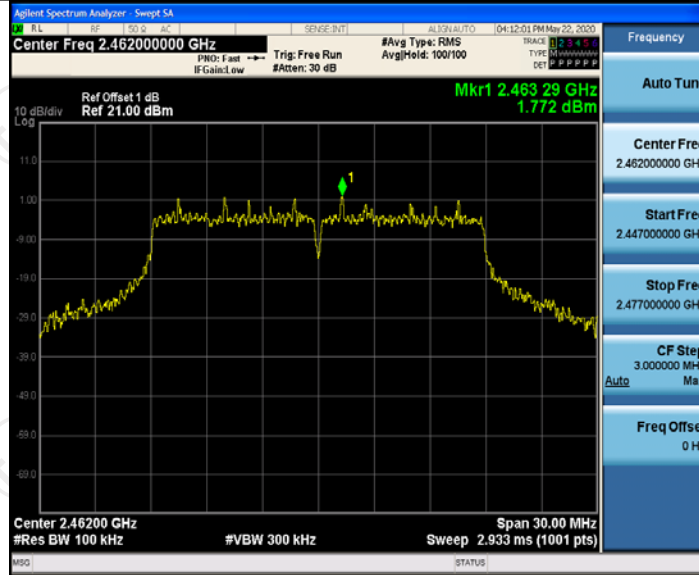 Agilent Spectrum Analyzer - Swept SA
RL RF 50 Ω AC SENSE:INT ALIGNAUTO 04:12:01 PM May 22, 2020
Center Freq 2.462000000 GHz
PNO: Fast
IFGain:Low
Trig: Free Run
#Atten: 30 dB
#Avg Type: RMS
Avg|Hold: 100/100
TRACE 1 2 3 4 5 6
TYPE M
DET P P P P P P
Ref Offset 1 dB
10 dB/div Ref 21.00 dBm
Log
Mkr1 2.463 29 GHz
1.772 dBm
1
11.0
1.00
-9.00
-19.0
-29.0
-39.0
-49.0
-59.0
-69.0
Center 2.46200 GHz
Span 30.00 MHz
#Res BW 100 kHz
#VBW 300 kHz
Sweep 2.933 ms (1001 pts)
MSG
STATUS
Frequency
Auto Tun
Center Fre
2.462000000 GH
Start Fre
2.447000000 GH
Stop Fre
2.477000000 GH
CF Ste
3.000000 MH
Auto Ma
Freq Offse
0 H